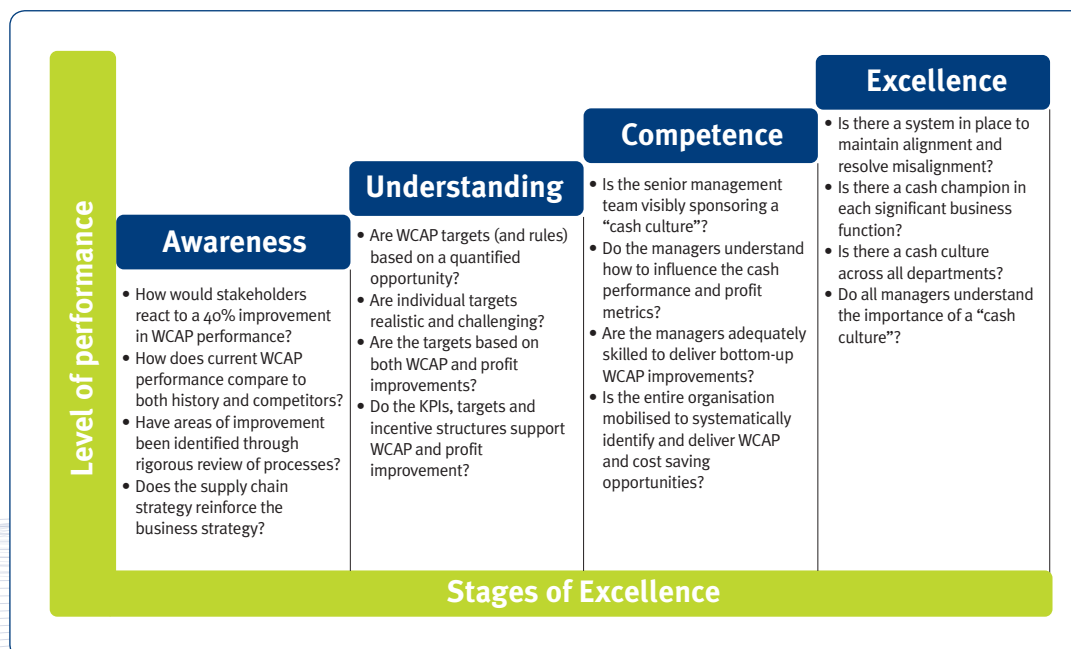 Level of performance
Awareness
• How would stakeholders
react to a 40% improvement
in WCAP performance?
• How does current WCAP
performance compare to
both history and competitors?
• Have areas of improvement
been identified through
rigorous review of processes?
• Does the supply chain
strategy reinforce the
business strategy?
Understanding
• Are WCAP targets (and rules)
based on a quantified
opportunity?
• Are individual targets
realistic and challenging?
• Are the targets based on
both WCAP and profit
improvements?
• Do the KPIs, targets and
incentive structures support
WCAP and profit
improvement?
Competence
• Is the senior management
team visibly sponsoring a
“cash culture”?
• Do the managers understand
how to influence the cash
performance and profit
metrics?
• Are the managers adequately
skilled to deliver bottom-up
WCAP improvements?
• Is the entire organisation
mobilised to systematically
identify and deliver WCAP
and cost saving
opportunities?
Excellence
• Is there a system in place to
maintain alignment and
resolve misalignment?
• Is there a cash champion in
each significant business
function?
• Is there a cash culture
across all departments?
• Do all managers understand
the importance of a “cash
culture”?
Stages of Excellence